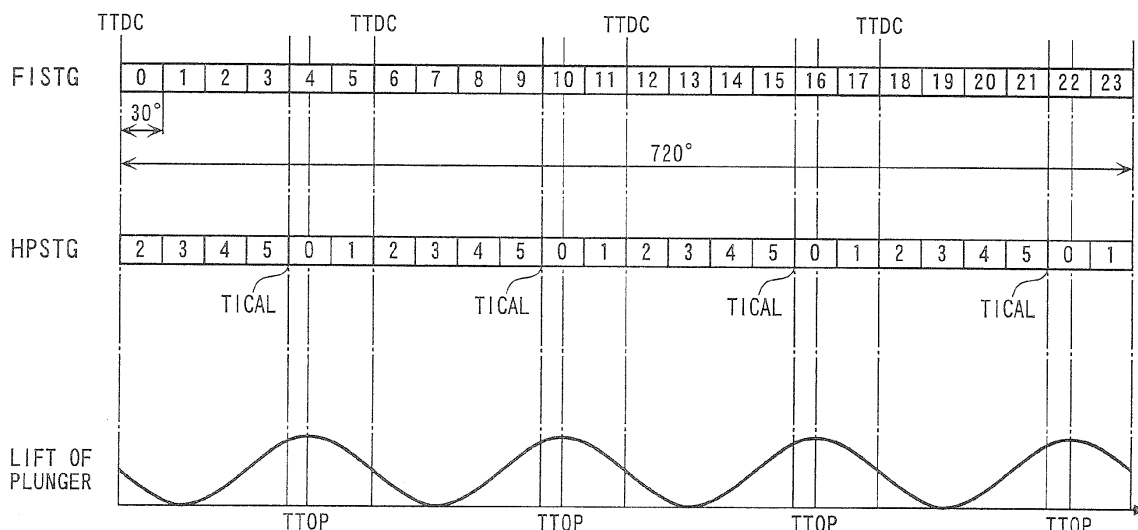 TTDC TTDC TTDC TTDC
FISTG 0 1 2 3 4 5 6 7 8 9 10 11 12 13 14 15 16 17 18 19 20 21 22 23
30°
720°
HPSTG 2 3 4 5 0 1 2 3 4 5 0 1 2 3 4 5 0 1 2 3 4 5 0 1
TICAL TICAL TICAL TICAL
LIFT OF
PLUNGER
TTOP TTOP TTOP TTOP